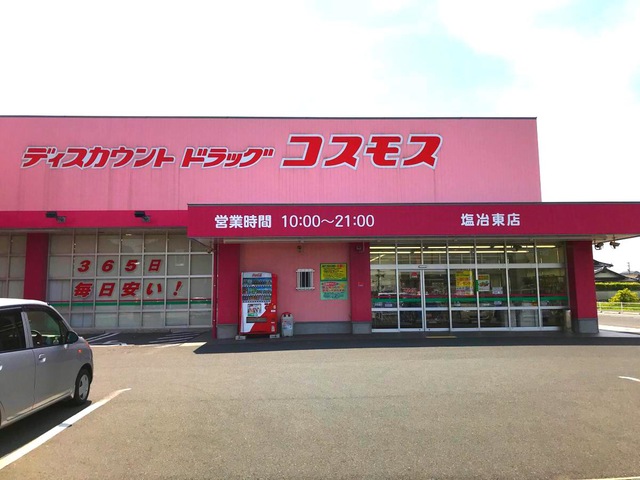 ディスカウント ドラッグ コスモス
営業時間 10:00〜21:00 塩冶東店
365日
毎日安い!